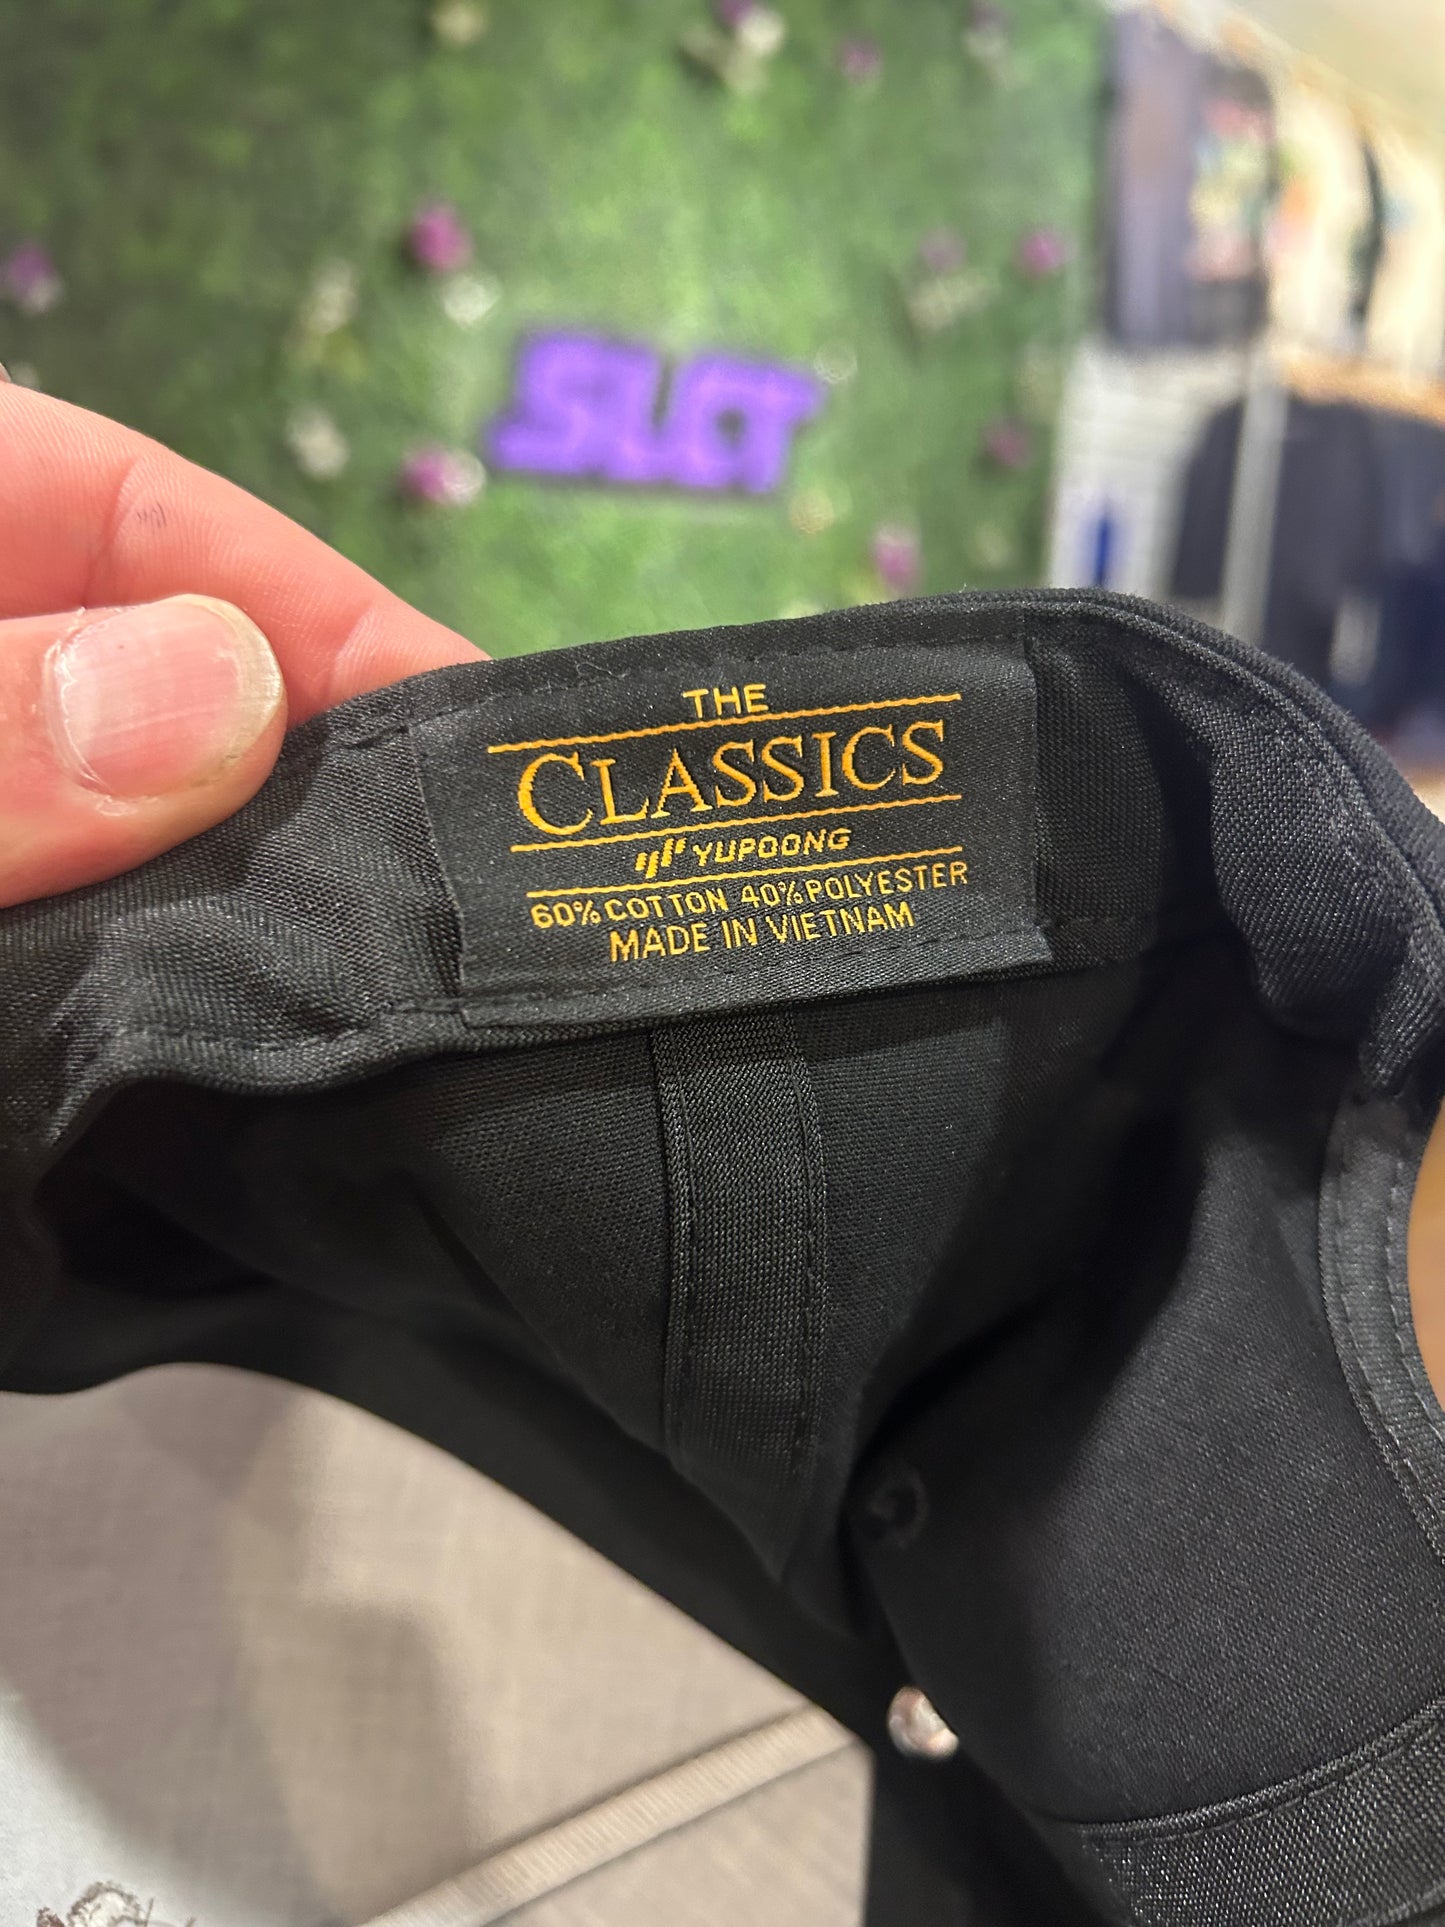 THE
CLASSICS
YUPOONG
60% COTTON 40% POLYESTER
MADE IN VIETNAM